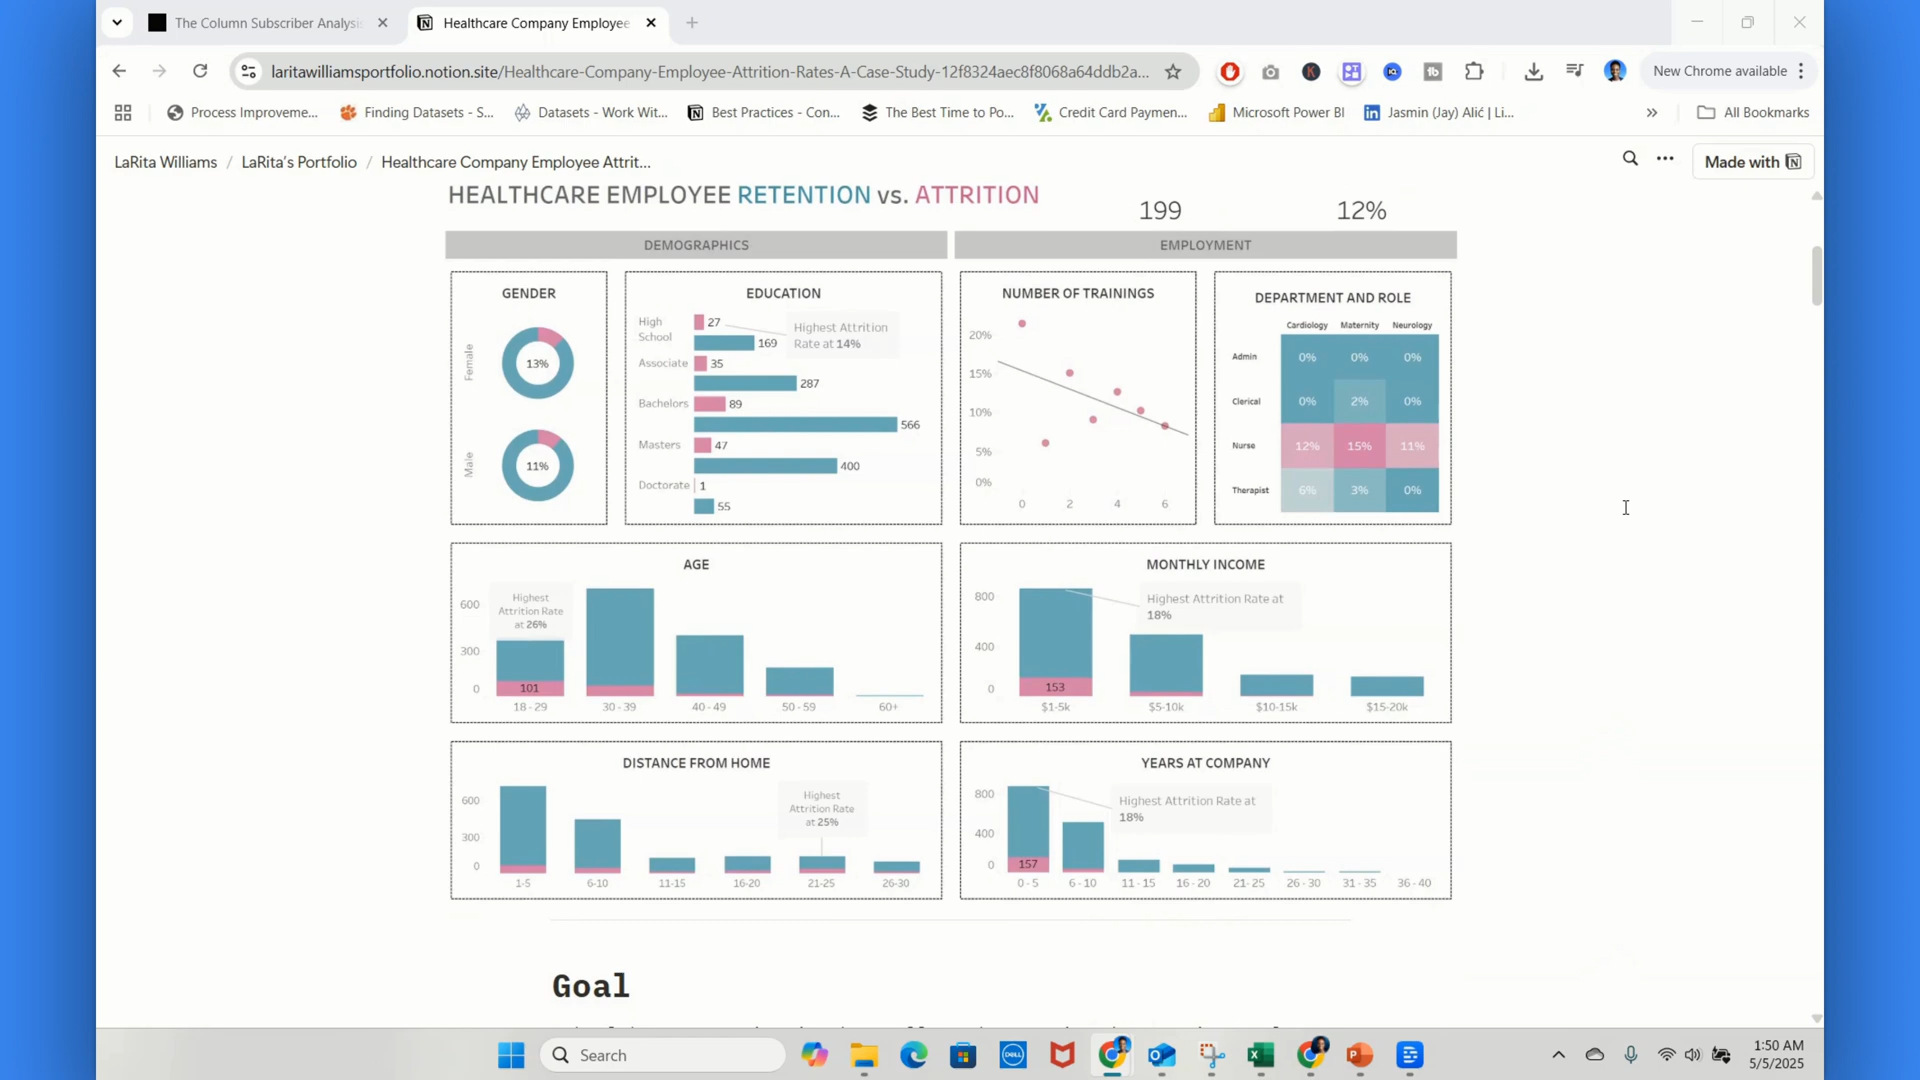 The Column Subscriber Analysi
Healthcare Company Employee
laritawilliamsportfolio.notion.site/Healthcare-Company-Employee-Attrition-Rates-A-Case-Study-12f8324aec8f8068a64ddb2a...
New Chrome available
Process Improveme...
Finding Datasets - S...
Datasets - Work Wit...
Best Practices - Con...
The Best Time to Po...
Credit Card Paymen...
Microsoft Power BI
Jasmin (Jay) Alić | Li...
All Bookmarks
LaRita Williams / LaRita's Portfolio / Healthcare Company Employee Attrit...
Made with
HEALTHCARE EMPLOYEE RETENTION vs. ATTRITION
199
12%
DEMOGRAPHICS
EMPLOYMENT
GENDER
Female
13%
Male
11%
EDUCATION
High School
27
169
Highest Attrition
Rate at 14%
Associate
35
287
Bachelors
89
566
Masters
47
400
Doctorate
1
55
NUMBER OF TRAININGS
20%
15%
10%
5%
0%
0 2 4 6
DEPARTMENT AND ROLE
Cardiology Maternity Neurology
Admin 0% 0% 0%
Clerical 0% 2% 0%
Nurse 12% 15% 11%
Therapist 6% 3% 0%
AGE
600
300
0
Highest
Attrition Rate
at 26%
101
18 - 29 30 - 39 40 - 49 50 - 59 60+
MONTHLY INCOME
800
400
0
Highest Attrition Rate at
18%
153
$1-5k $5-10k $10-15k $15-20k
DISTANCE FROM HOME
600
300
0
Highest
Attrition Rate
at 25%
1-5 6-10 11-15 16-20 21-25 26-30
YEARS AT COMPANY
800
400
0
Highest Attrition Rate at
18%
157
0 - 5 6 - 10 11 - 15 16 - 20 21- 25 26 - 30 31 - 35 36 - 40
Goal
Search
DELL
1:50 AM
5/5/2025